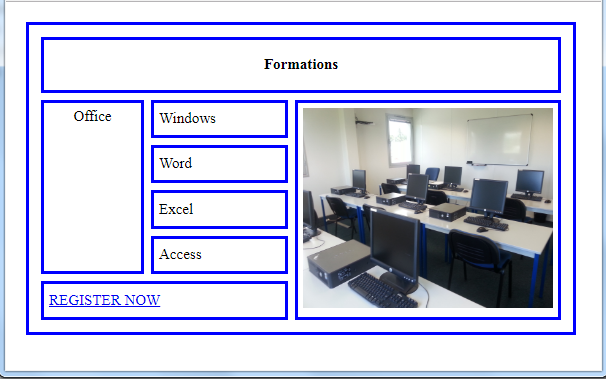 Formations
Office
Windows
Word
Excel
Access
REGISTER NOW